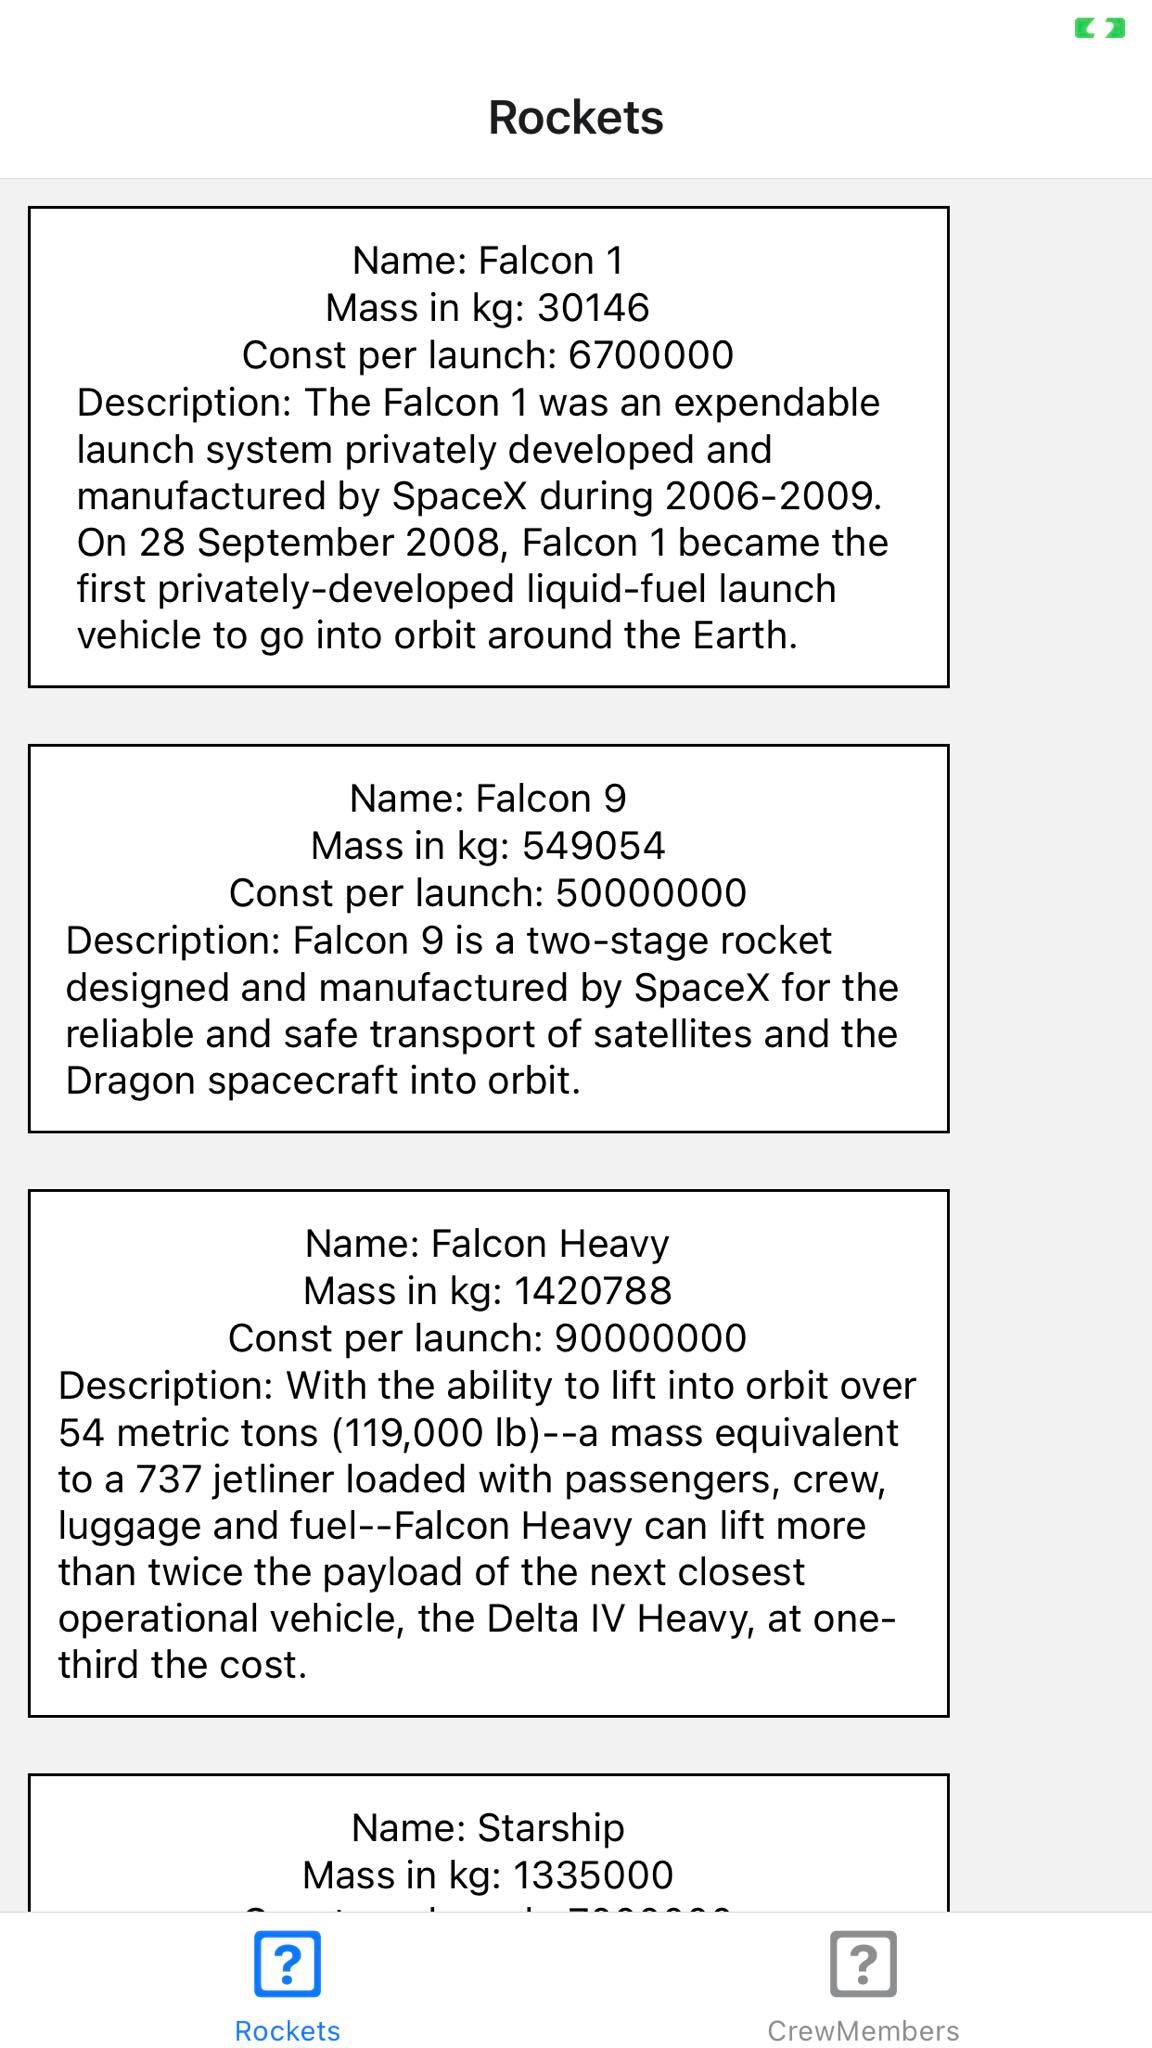 Rockets
Name: Falcon 1
Mass in kg: 30146
Const per launch: 6700000
Description: The Falcon 1 was an expendable
launch system privately developed and
manufactured by SpaceX during 2006-2009.
On 28 September 2008, Falcon 1 became the
first privately-developed liquid-fuel launch
vehicle to go into orbit around the Earth.
Name: Falcon 9
Mass in kg: 549054
Const per launch: 50000000
Description: Falcon 9 is a two-stage rocket
designed and manufactured by SpaceX for the
reliable and safe transport of satellites and the
Dragon spacecraft into orbit.
Name: Falcon Heavy
Mass in kg: 1420788
Const per launch: 90000000
Description: With the ability to lift into orbit over
54 metric tons (119,000 lb)--a mass equivalent
to a 737 jetliner loaded with passengers, crew,
luggage and fuel--Falcon Heavy can lift more
than twice the payload of the next closest
operational vehicle, the Delta IV Heavy, at one-
third the cost.
Name: Starship
Mass in kg: 1335000
? ?
Rockets CrewMembers